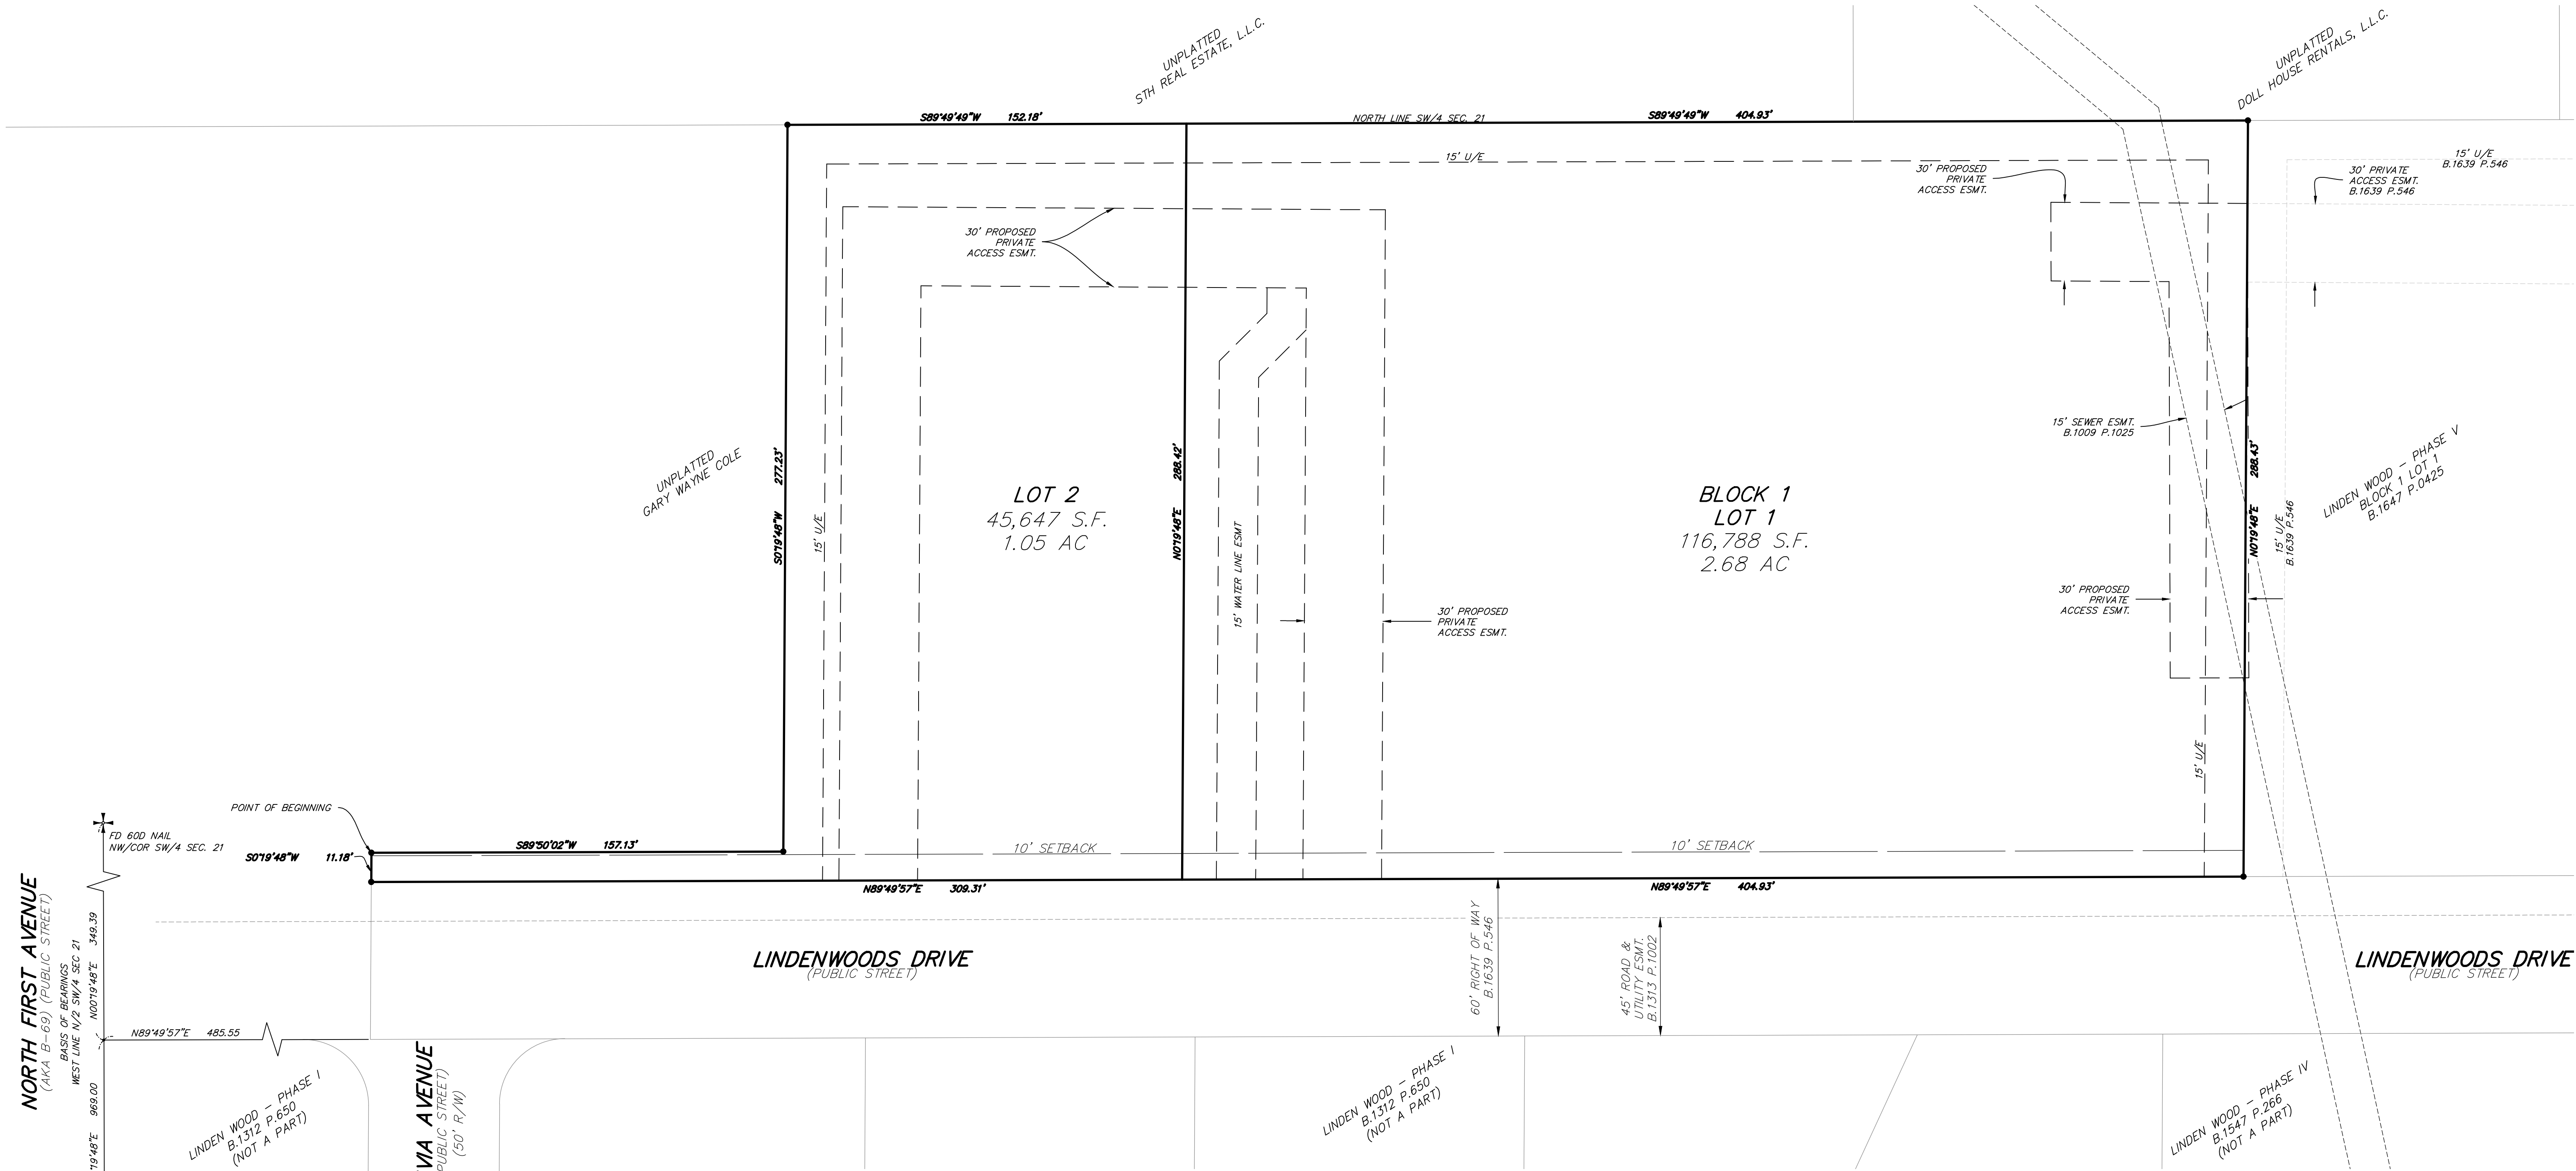 UNPLATTED
STH REAL ESTATE, L.L.C.
UNPLATTED
DOLL HOUSE RENTALS, L.L.C.
S89°49'49"W 152.18'
NORTH LINE SW/4 SEC. 21
S89°49'49"W 404.93'
15' U/E
30' PROPOSED
PRIVATE
ACCESS ESMT.
30' PRIVATE
ACCESS ESMT.
B.1639 P.546
15' U/E
B.1639 P.546
30' PROPOSED
PRIVATE
ACCESS ESMT.
UNPLATTED
GARY WAYNE COLE
S0°19'48"W 277.23'
15' U/E
LOT 2
45,647 S.F.
1.05 AC
N0°19'48"E 288.42'
15' WATER LINE ESMT
30' PROPOSED
PRIVATE
ACCESS ESMT.
BLOCK 1
LOT 1
116,788 S.F.
2.68 AC
15' SEWER ESMT.
B.1009 P.1025
30' PROPOSED
PRIVATE
ACCESS ESMT.
N0°19'48"E 288.43'
15' U/E
B.1639 P.546
LINDEN WOOD - PHASE V
BLOCK 1 LOT 1
B.1647 P.0425
15' U/E
POINT OF BEGINNING
FD 60D NAIL
NW/COR SW/4 SEC. 21
S0°19'48"W 11.18'
S89°50'02"W 157.13'
10' SETBACK
10' SETBACK
N89°49'57"E 309.31'
N89°49'57"E 404.93'
NORTH FIRST AVENUE
(AKA B-69) (PUBLIC STREET)
BASIS OF BEARINGS
WEST LINE N/2 SW/4 SEC 21
N00°19'48"E 349.39
N89°49'57"E 485.55
°19'48"E 969.00
LINDENWOODS DRIVE
(PUBLIC STREET)
60' RIGHT OF WAY
B.1639 P.546
45' ROAD &
UTILITY ESMT.
B.1313 P.1002
LINDENWOODS DRIVE
(PUBLIC STREET)
LINDEN WOOD - PHASE I
B.1312 P.650
(NOT A PART)
VIA AVENUE
PUBLIC STREET)
(50' R/W)
LINDEN WOOD - PHASE I
B.1312 P.650
(NOT A PART)
LINDEN WOOD - PHASE IV
B.1547 P.266
(NOT A PART)